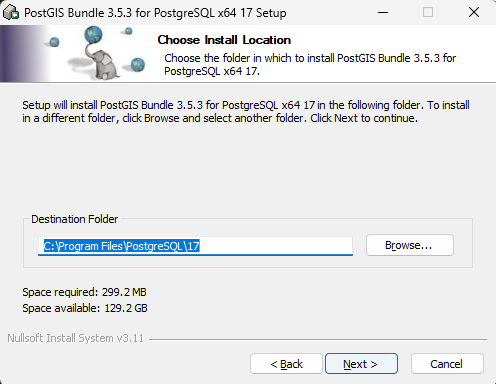 PostGIS Bundle 3.5.3 for PostgreSQL x64 17 Setup
Choose Install Location
Choose the folder in which to install PostGIS Bundle 3.5.3 for
PostgreSQL x64 17.
Setup will install PostGIS Bundle 3.5.3 for PostgreSQL x64 17 in the following folder. To install
in a different folder, click Browse and select another folder. Click Next to continue.
Destination Folder
C:\Program Files\PostgreSQL\17
Browse...
Space required: 299.2 MB
Space available: 129.2 GB
Nullsoft Install System v3.11
< Back
Next >
Cancel